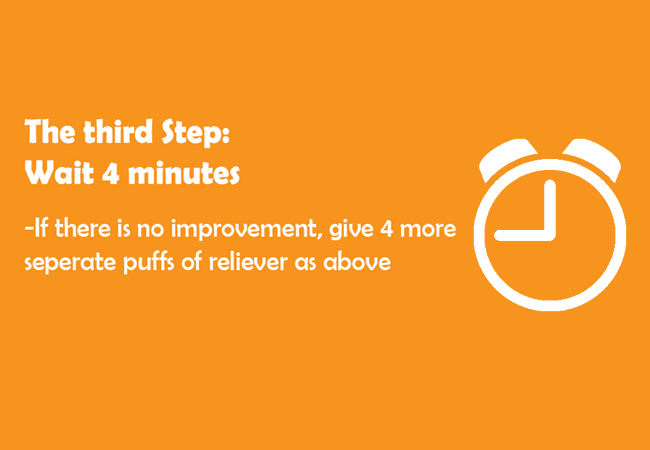 The third Step:
Wait 4 minutes
-If there is no improvement, give 4 more
seperate puffs of reliever as above